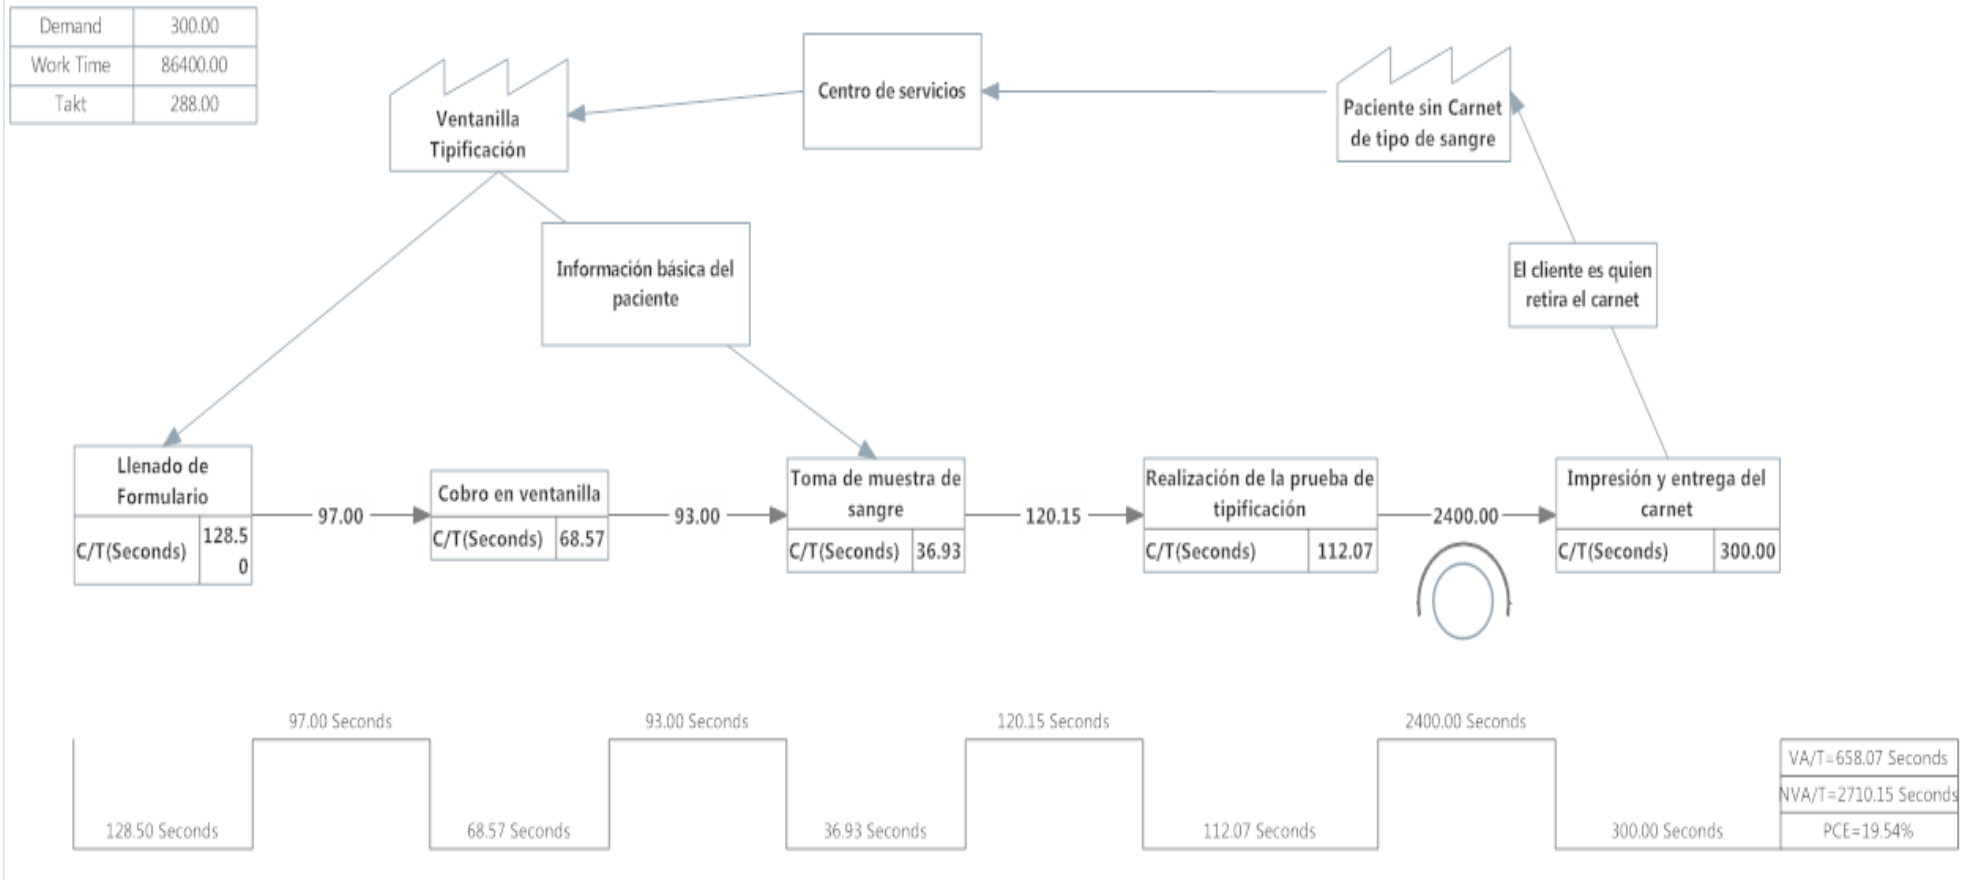 Demand 300.00
Work Time 86400.00
Takt 288.00
Ventanilla
Tipificación
Centro de servicios
Paciente sin Carnet
de tipo de sangre
Información básica del
paciente
El cliente es quien
retira el carnet
Llenado de
Formulario
C/T(Seconds) 128.5
0
97.00
Cobro en ventanilla
C/T(Seconds) 68.57
93.00
Toma de muestra de
sangre
C/T(Seconds) 36.93
120.15
Realización de la prueba de
tipificación
C/T(Seconds) 112.07
2400.00
Impresión y entrega del
carnet
C/T(Seconds) 300.00
97.00 Seconds
93.00 Seconds
120.15 Seconds
2400.00 Seconds
128.50 Seconds
68.57 Seconds
36.93 Seconds
112.07 Seconds
300.00 Seconds
VA/T=658.07 Seconds
NVA/T=2710.15 Seconds
PCE=19.54%